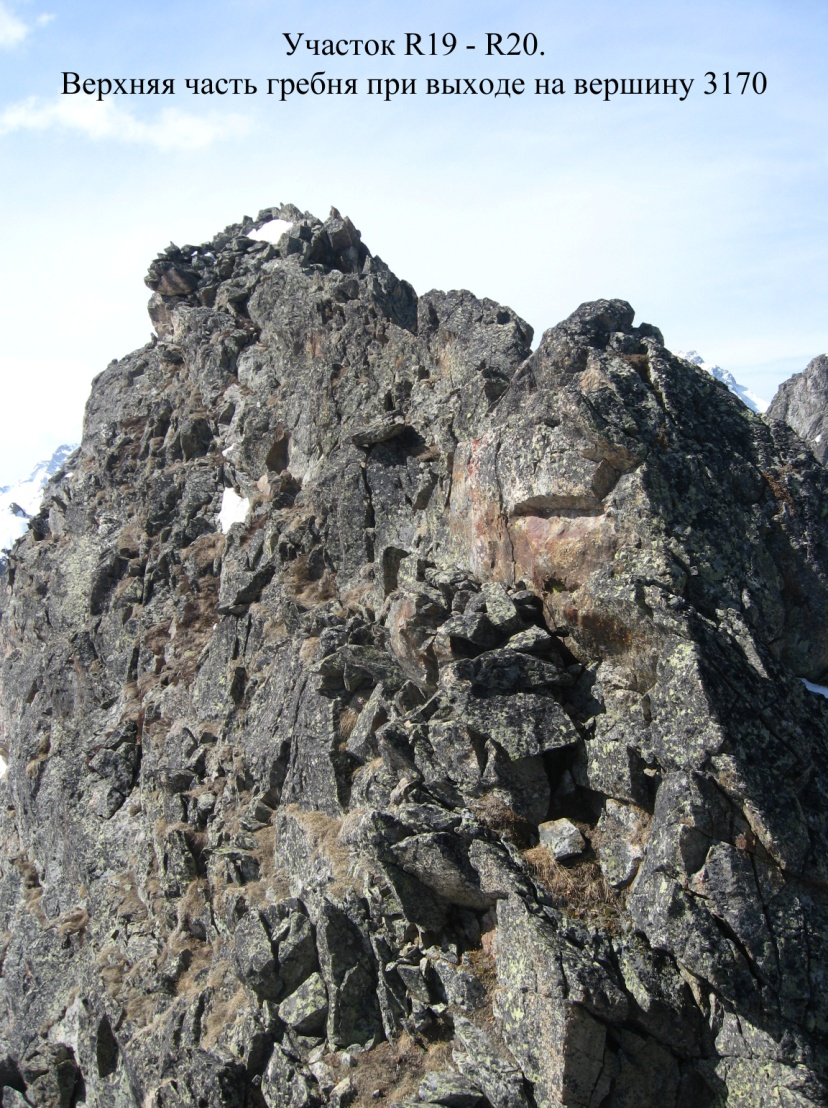 Участок R19 - R20.
Верхняя часть гребня при выходе на вершину 3170